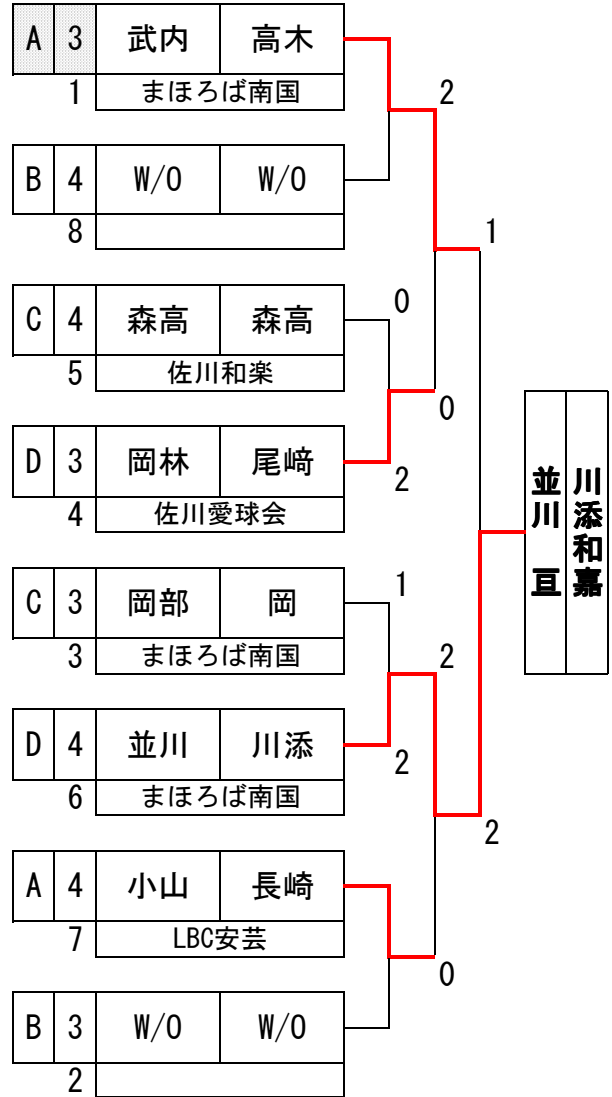 A 3 武内 高木
1 まほろば南国
2
B 4 W/O W/O
8
1
C 4 森高 森高
0
5 佐川和楽
0
D 3 岡林 尾﨑
2
4 佐川愛球会
並川 亘
川添和嘉
C 3 岡部 岡
1
3 まほろば南国
2
D 4 並川 川添
2
6 まほろば南国
2
A 4 小山 長崎
7 LBC安芸
0
B 3 W/O W/O
2